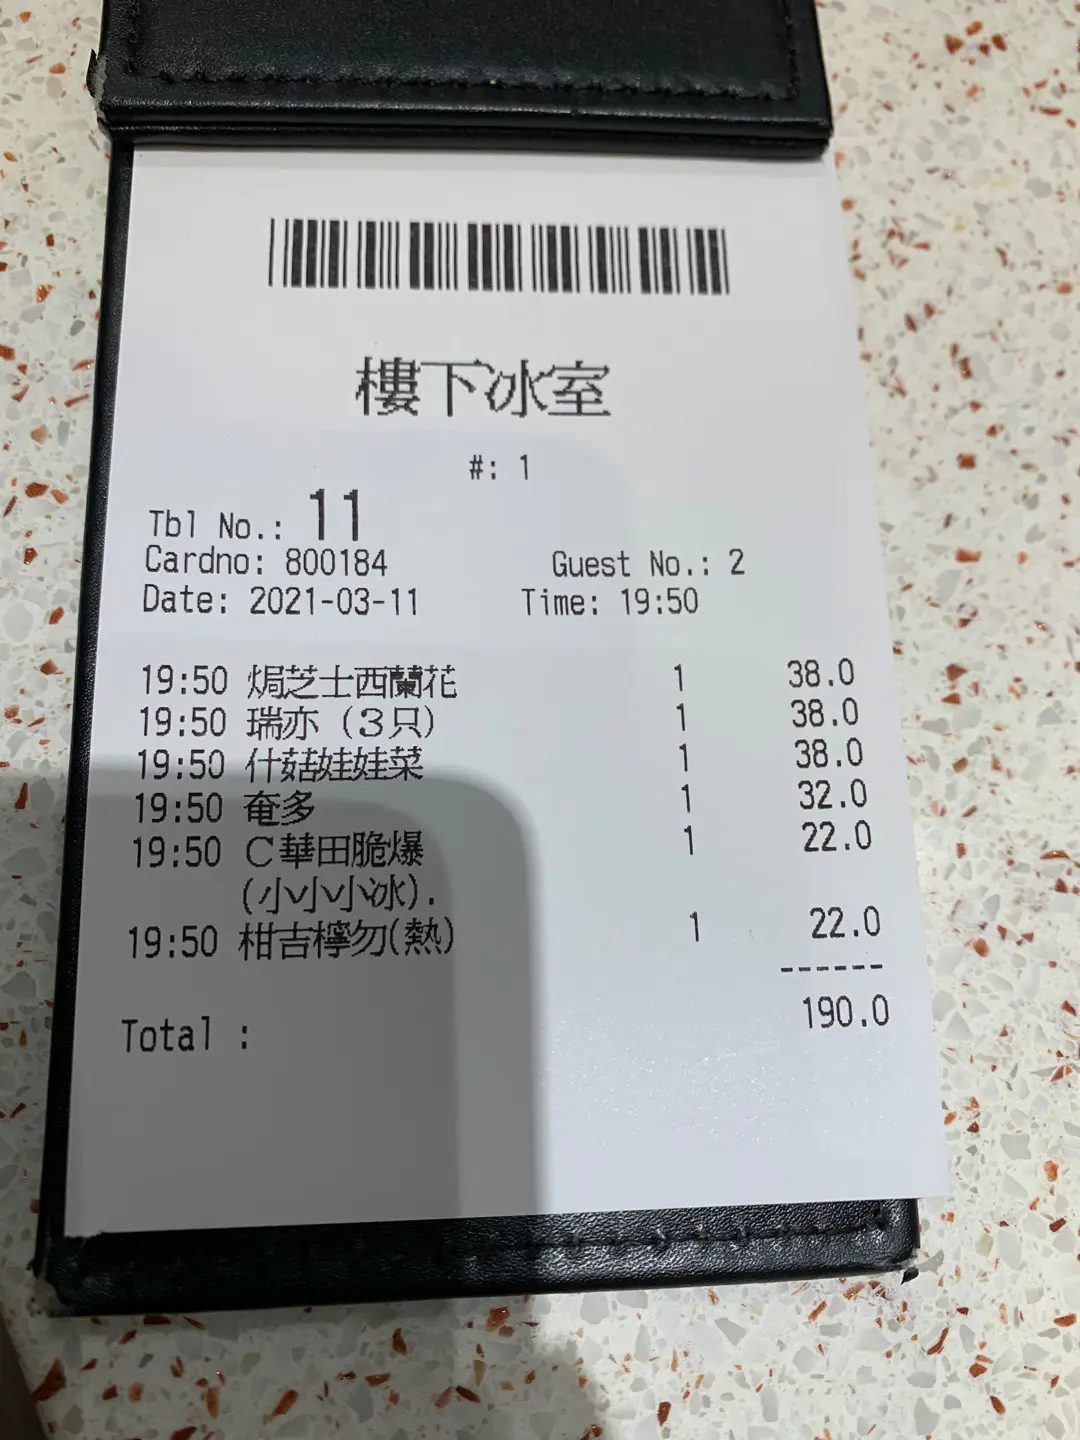 樓下冰室
#: 1
Tbl No.: 11
Cardno: 800184 Guest No.: 2
Date: 2021-03-11 Time: 19:50
19:50 焗芝士西蘭花 1 38.0
19:50 瑞亦（3只） 1 38.0
19:50 什菇娃娃菜 1 38.0
19:50 奄多 1 32.0
19:50 C華田脆爆 1 22.0
(小小小冰).
19:50 柑吉檸勿(熱) 1 22.0
------
Total : 190.0